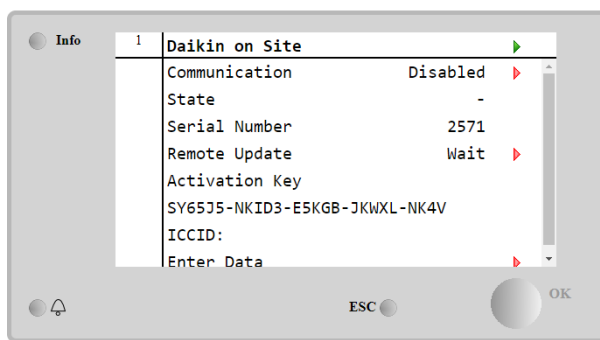 Info
1 Daikin on Site
Communication Disabled
State -
Serial Number 2571
Remote Update Wait
Activation Key
SY65J5-NKID3-E5KGB-JKWXL-NK4V
ICCID:
Enter Data
ESC
OK